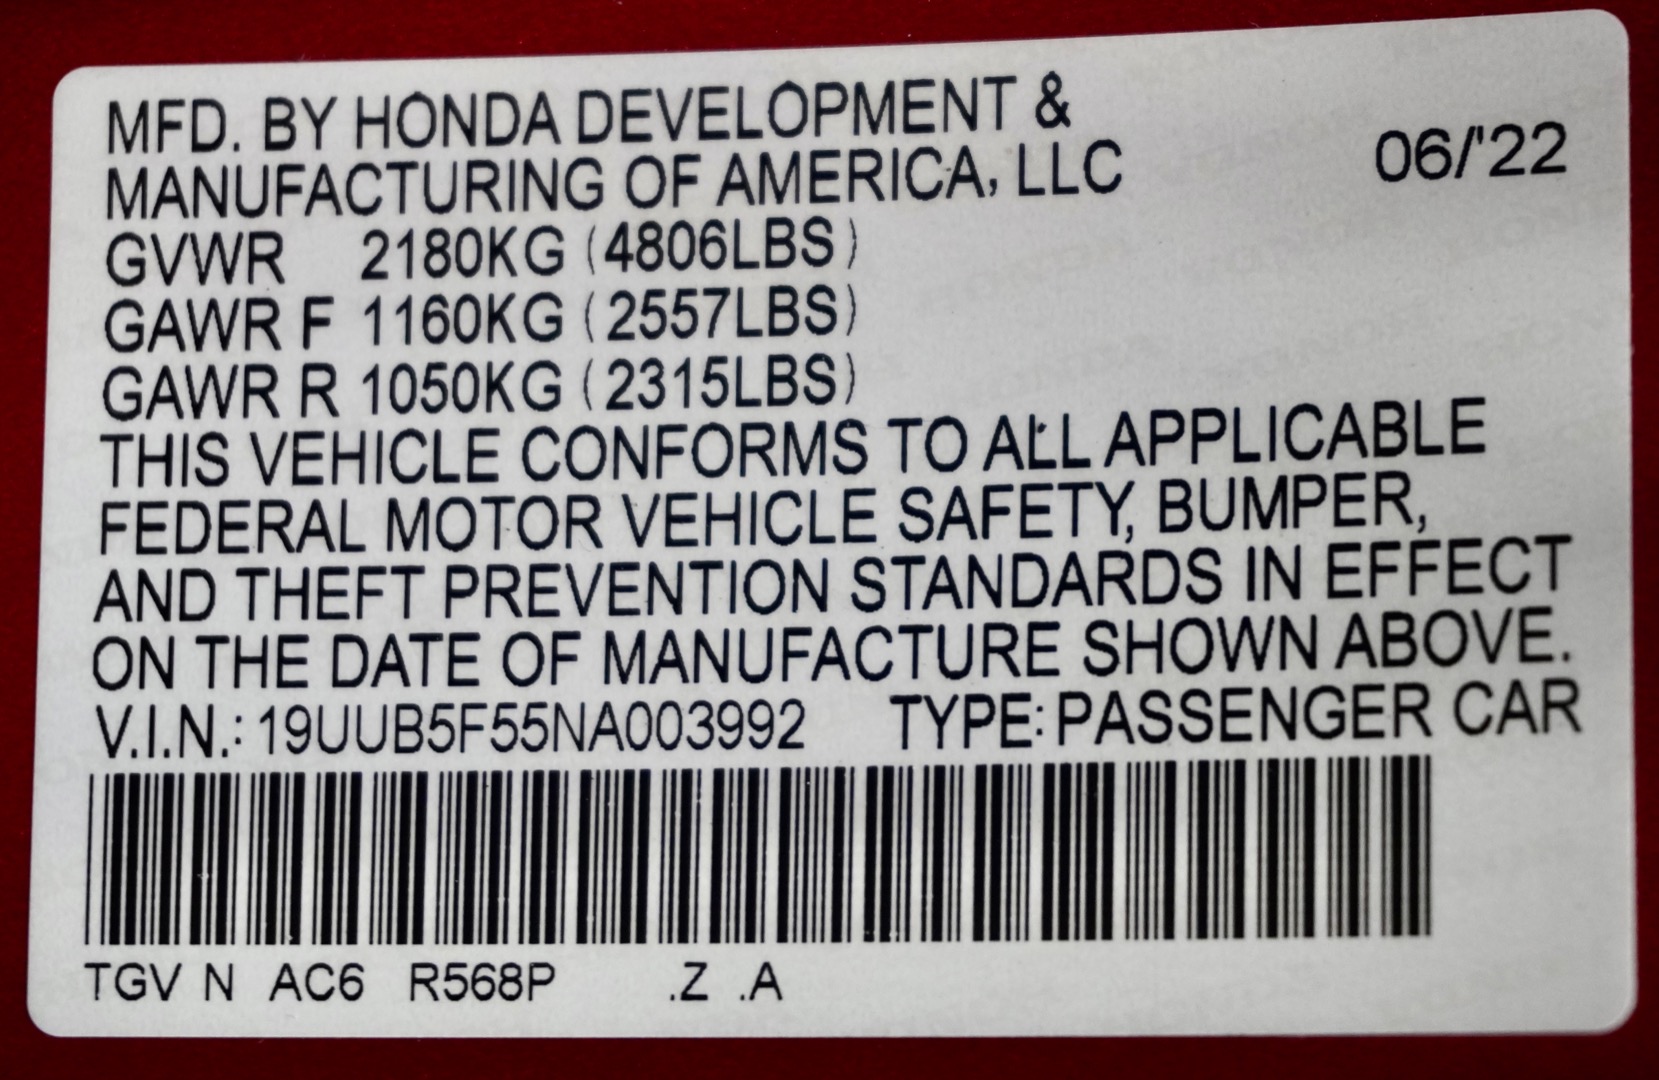 MFD. BY HONDA DEVELOPMENT &
MANUFACTURING OF AMERICA, LLC 06/'22
GVWR 2180KG (4806LBS)
GAWR F 1160KG (2557LBS)
GAWR R 1050KG (2315LBS)
THIS VEHICLE CONFORMS TO ALL APPLICABLE
FEDERAL MOTOR VEHICLE SAFETY, BUMPER,
AND THEFT PREVENTION STANDARDS IN EFFECT
ON THE DATE OF MANUFACTURE SHOWN ABOVE.
V.I.N.: 19UUB5F55NA003992 TYPE: PASSENGER CAR
TGV N AC6 R568P .Z .A